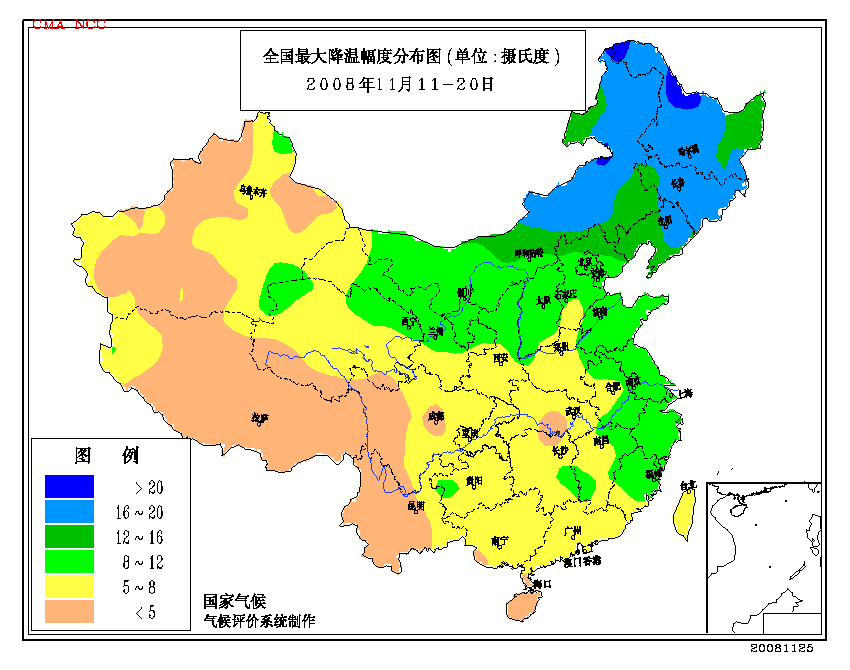 CMA NCC
全国最大降温幅度分布图(单位:摄氏度)
2008年11月11-20日
哈尔滨
长春
沈阳
乌鲁木齐
呼和浩特
北京
天津
银川
太原
石家庄
济南
西宁
兰州
郑州
西安
合肥
南京
上海
拉萨
成都
武汉
重庆
长沙
南昌
贵阳
福州
台北
昆明
南宁
广州
澳门香港
海口
图 例
>20
16~20
12~16
8~12
5~8
<5
国家气候
气候评价系统制作
20081125